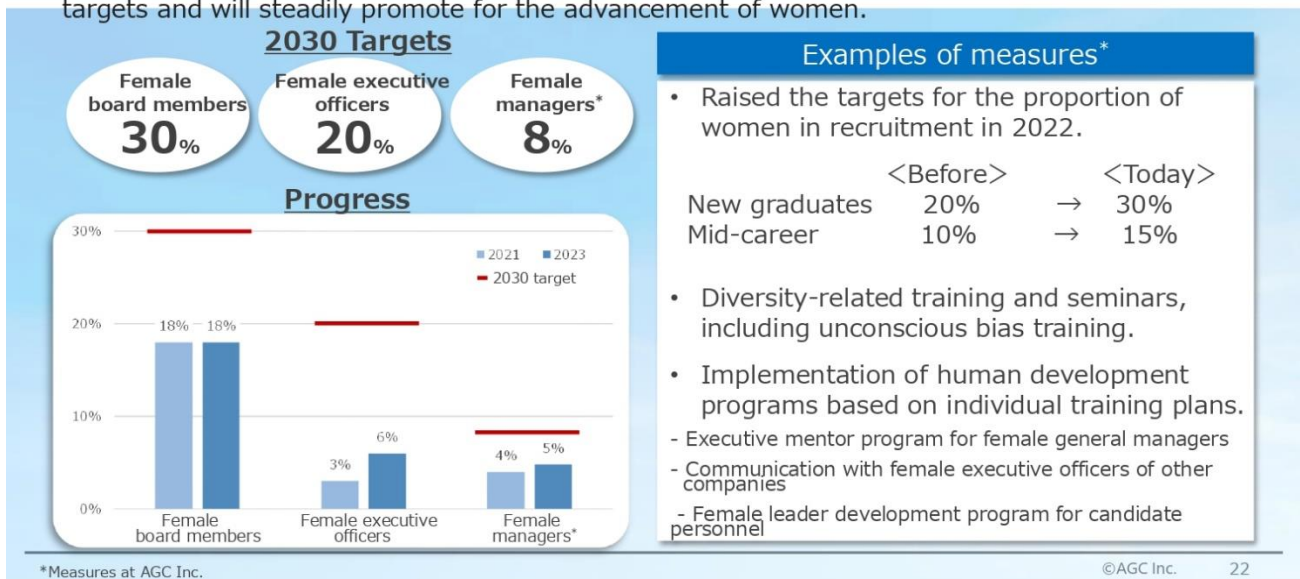 targets and will steadily promote for the advancement of women.
2030 Targets
Female
board members
30%
Female executive
officers
20%
Female
managers*
8%
Progress
30%
20%
10%
0%
2021 2023
2030 target
18% 18%
3%
6%
4%
5%
Female
board members
Female executive
officers
Female
managers*
Examples of measures*
• Raised the targets for the proportion of
women in recruitment in 2022.
<Before> <Today>
New graduates 20% → 30%
Mid-career 10% → 15%
• Diversity-related training and seminars,
including unconscious bias training.
• Implementation of human development
programs based on individual training plans.
- Executive mentor program for female general managers
- Communication with female executive officers of other
companies
- Female leader development program for candidate
personnel
*Measures at AGC Inc.
©AGC Inc. 22